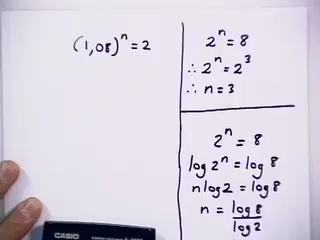 (1,08)ⁿ = 2
2ⁿ = 8
∴ 2ⁿ = 2³
∴ n = 3
2ⁿ = 8
log 2ⁿ = log 8
n log 2 = log 8
n = log 8 / log 2
CASIO